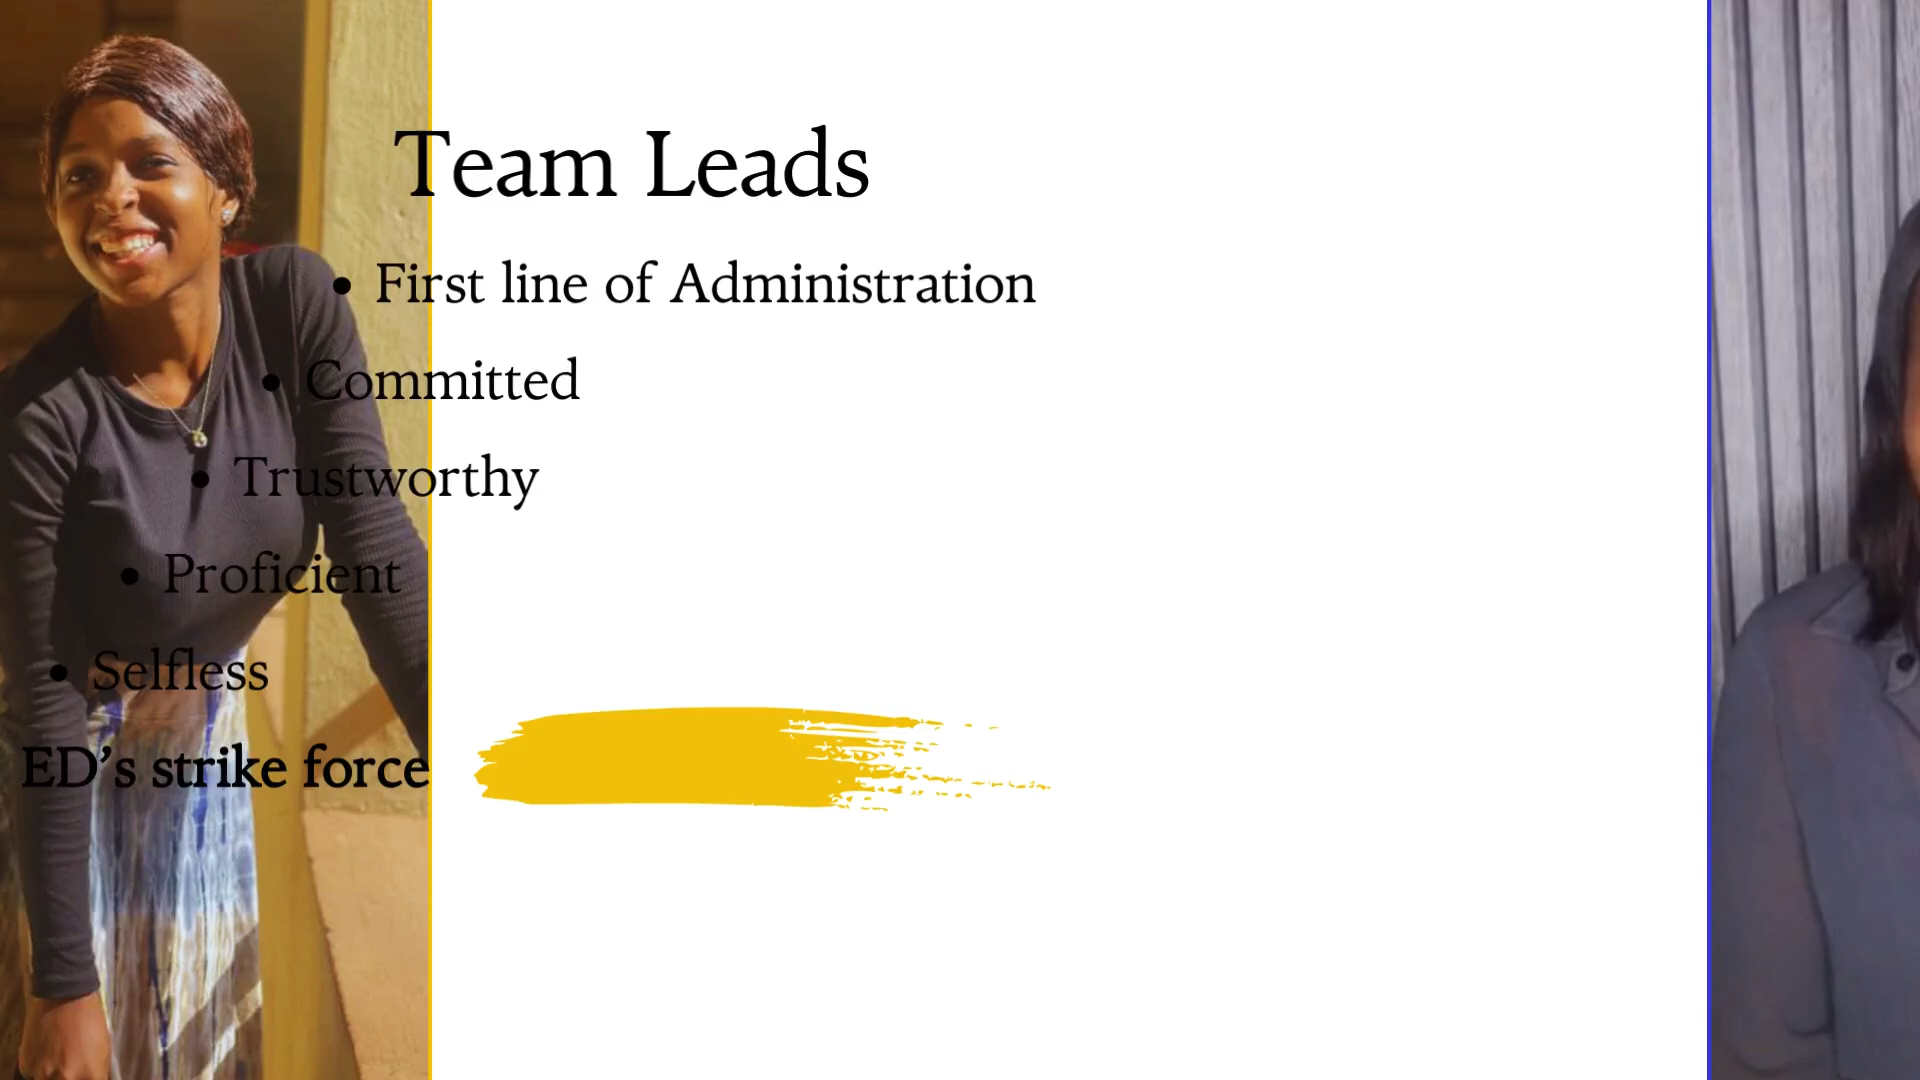 Team Leads
• First line of Administration
• Committed
• Trustworthy
• Proficient
• Selfless
ED’s strike force